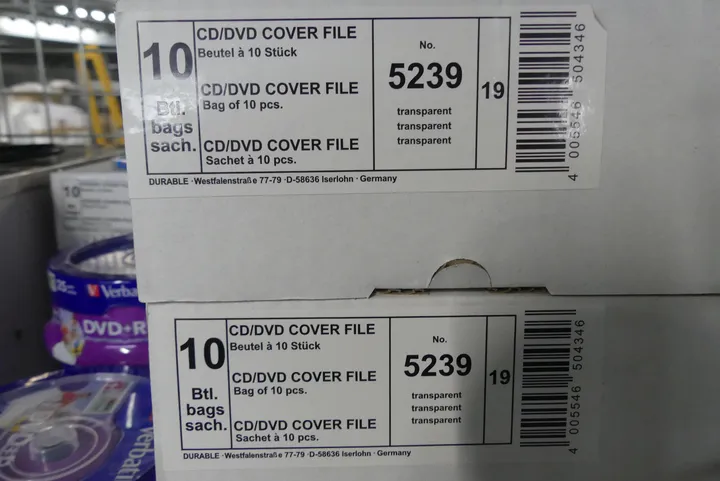 10
Btl.
bags
sach.
CD/DVD COVER FILE
Beutel à 10 Stück
CD/DVD COVER FILE
Bag of 10 pcs.
CD/DVD COVER FILE
Sachet à 10 pcs.
No.
5239
transparent
transparent
transparent
19
4 005546 504346
DURABLE · Westfalenstraße 77-79 · D-58636 Iserlohn · Germany
10
Btl.
bags
sach.
CD/DVD COVER FILE
Beutel à 10 Stück
CD/DVD COVER FILE
Bag of 10 pcs.
CD/DVD COVER FILE
Sachet à 10 pcs.
No.
5239
transparent
transparent
transparent
19
4 005546 504346
DURABLE · Westfalenstraße 77-79 · D-58636 Iserlohn · Germany
10
25
Verba
DVD+R
Verbati